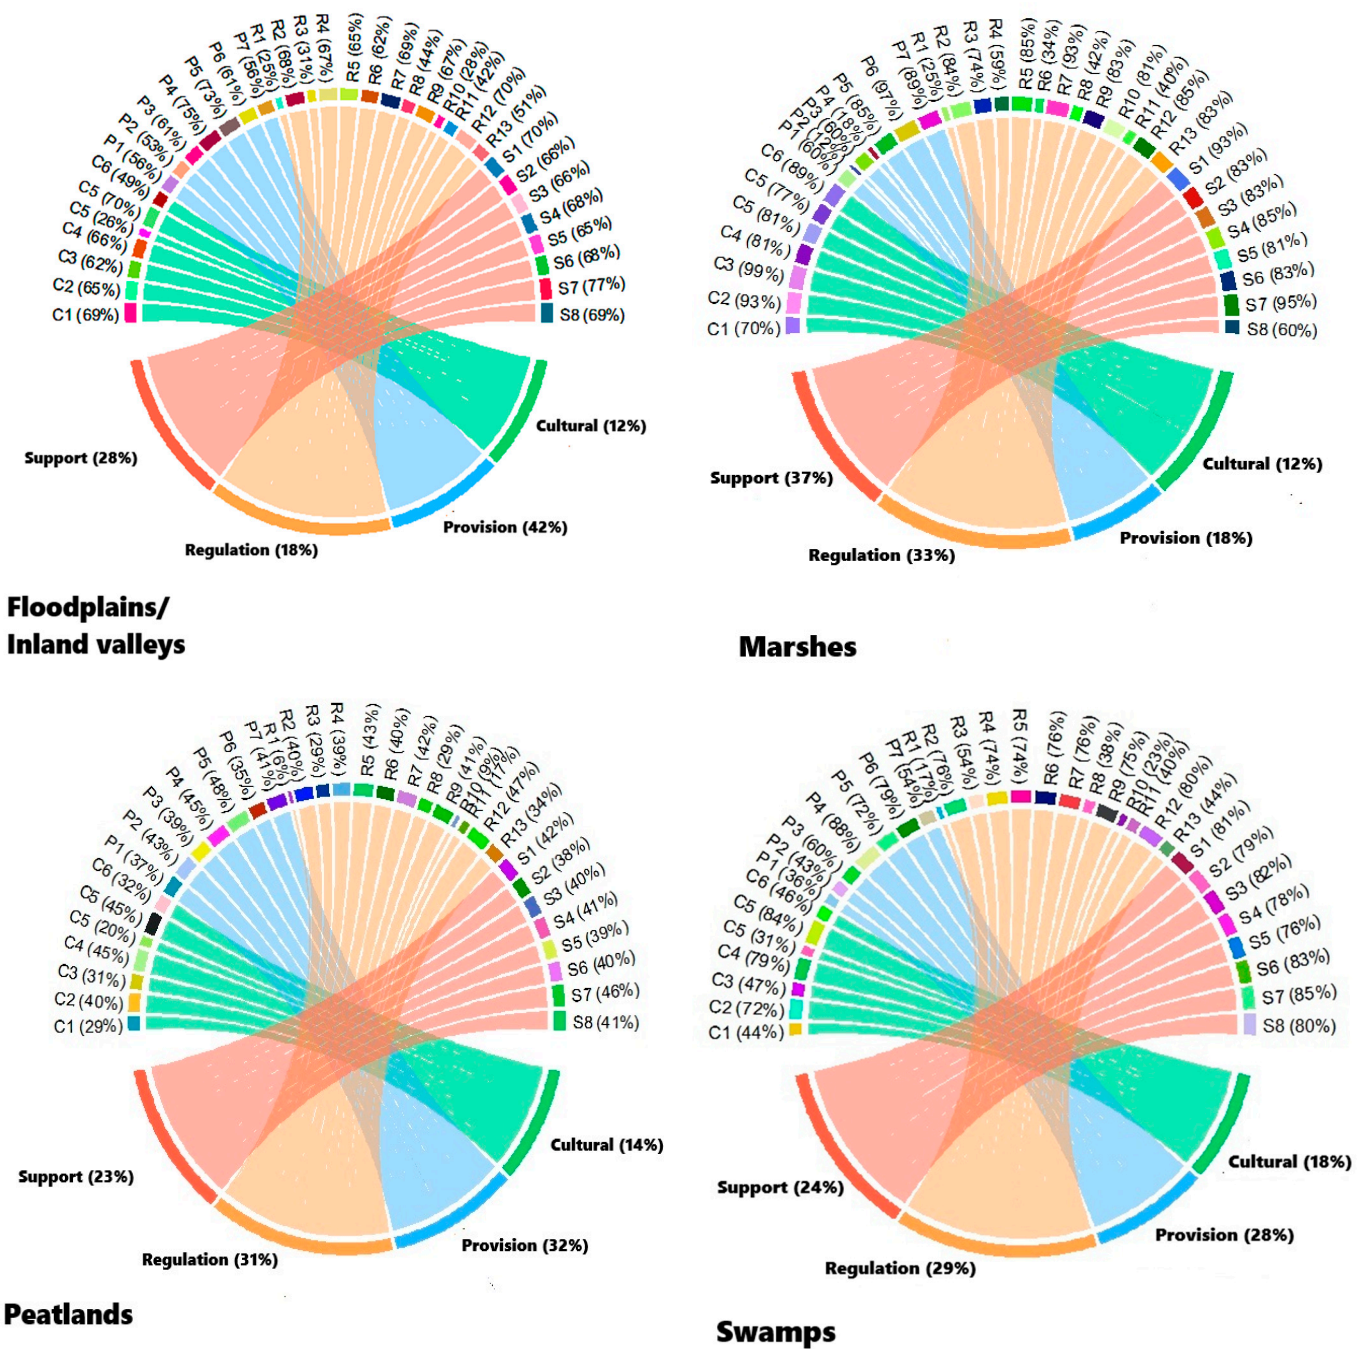 C1 (69%)
C2 (65%)
C3 (62%)
C4 (66%)
C5 (26%)
C5 (70%)
C6 (49%)
P1 (56%)
P2 (53%)
P3 (61%)
P4 (75%)
P5 (73%)
P6 (61%)
P7 (56%)
R1 (25%)
R2 (68%)
R3 (31%)
R4 (67%)
R5 (65%)
R6 (62%)
R7 (69%)
R8 (44%)
R9 (67%)
R10 (28%)
R11 (42%)
R12 (70%)
R13 (51%)
S1 (70%)
S2 (66%)
S3 (66%)
S4 (68%)
S5 (65%)
S6 (68%)
S7 (77%)
S8 (69%)
Cultural (12%)
Provision (42%)
Regulation (18%)
Support (28%)
Floodplains/
Inland valleys
C1 (70%)
C2 (93%)
C3 (99%)
C4 (81%)
C5 (81%)
C5 (77%)
C6 (89%)
P1 (60%)
P2 (12%)
P3 (60%)
P4 (18%)
P5 (85%)
P6 (97%)
P7 (89%)
R1 (25%)
R2 (84%)
R3 (74%)
R4 (59%)
R5 (85%)
R6 (34%)
R7 (93%)
R8 (42%)
R9 (83%)
R10 (81%)
R11 (40%)
R12 (85%)
R13 (83%)
S1 (93%)
S2 (83%)
S3 (83%)
S4 (85%)
S5 (81%)
S6 (83%)
S7 (95%)
S8 (60%)
Cultural (12%)
Provision (18%)
Regulation (33%)
Support (37%)
Marshes
C1 (29%)
C2 (40%)
C3 (31%)
C4 (45%)
C5 (20%)
C5 (45%)
C6 (32%)
P1 (37%)
P2 (43%)
P3 (39%)
P4 (45%)
P5 (48%)
P6 (35%)
P7 (41%)
R1 (6%)
R2 (40%)
R3 (29%)
R4 (39%)
R5 (43%)
R6 (40%)
R7 (42%)
R8 (29%)
R9 (41%)
R10 (9%)
R11 (17%)
R12 (47%)
R13 (34%)
S1 (42%)
S2 (38%)
S3 (40%)
S4 (41%)
S5 (39%)
S6 (40%)
S7 (46%)
S8 (41%)
Cultural (14%)
Provision (32%)
Regulation (31%)
Support (23%)
Peatlands
C1 (44%)
C2 (72%)
C3 (47%)
C4 (79%)
C5 (31%)
C5 (84%)
C6 (46%)
P1 (36%)
P2 (43%)
P3 (60%)
P4 (88%)
P5 (72%)
P6 (79%)
P7 (54%)
R1 (17%)
R2 (76%)
R3 (54%)
R4 (74%)
R5 (74%)
R6 (76%)
R7 (76%)
R8 (38%)
R9 (75%)
R10 (23%)
R11 (40%)
R12 (80%)
R13 (44%)
S1 (81%)
S2 (79%)
S3 (82%)
S4 (78%)
S5 (76%)
S6 (83%)
S7 (85%)
S8 (80%)
Cultural (18%)
Provision (28%)
Regulation (29%)
Support (24%)
Swamps